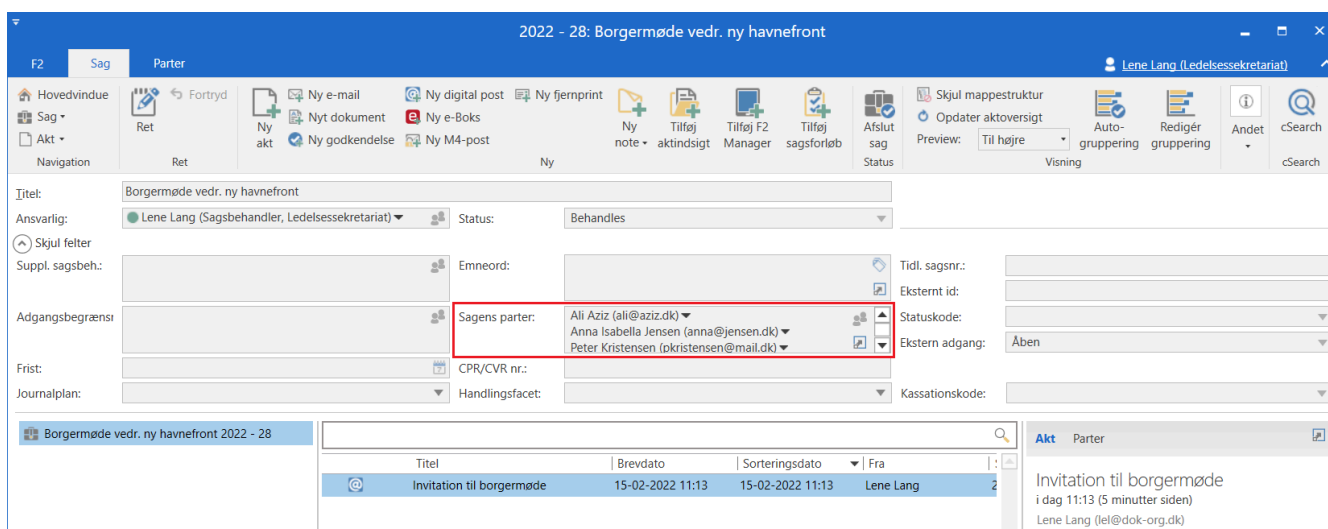 2022 - 28: Borgermøde vedr. ny havnefront
F2 Sag Parter Lene Lang (Ledelsessekretariat)
Hovedvindue
Sag
Akt
Navigation
Ret
Fortryd
Ret
Ny akt
Ny e-mail
Nyt dokument
Ny godkendelse
Ny digital post
Ny e-Boks
Ny M4-post
Ny fjernprint
Ny note
Tilføj aktindsigt
Tilføj F2 Manager
Tilføj sagsforløb
Ny
Afslut sag
Status
Skjul mappestruktur
Opdater aktoversigt
Preview: Til højre
Auto-gruppering
Redigér gruppering
Visning
Andet
cSearch
cSearch
Titel: Borgermøde vedr. ny havnefront
Ansvarlig: Lene Lang (Sagsbehandler, Ledelsessekretariat) Status: Behandles
Skjul felter
Suppl. sagsbeh.: Emneord: Tidl. sagsnr.:
Eksternt id:
Adgangsbegrænsr Sagens parter: Ali Aziz (ali@aziz.dk) Statuskode:
Anna Isabella Jensen (anna@jensen.dk)
Peter Kristensen (pkristensen@mail.dk) Ekstern adgang: Åben
Frist: CPR/CVR nr.:
Journalplan: Handlingsfacet: Kassationskode:
Borgermøde vedr. ny havnefront 2022 - 28
Titel Brevdato Sorteringsdato Fra
Invitation til borgermøde 15-02-2022 11:13 15-02-2022 11:13 Lene Lang 2
Akt Parter
Invitation til borgermøde
i dag 11:13 (5 minutter siden)
Lene Lang (lel@dok-org.dk)